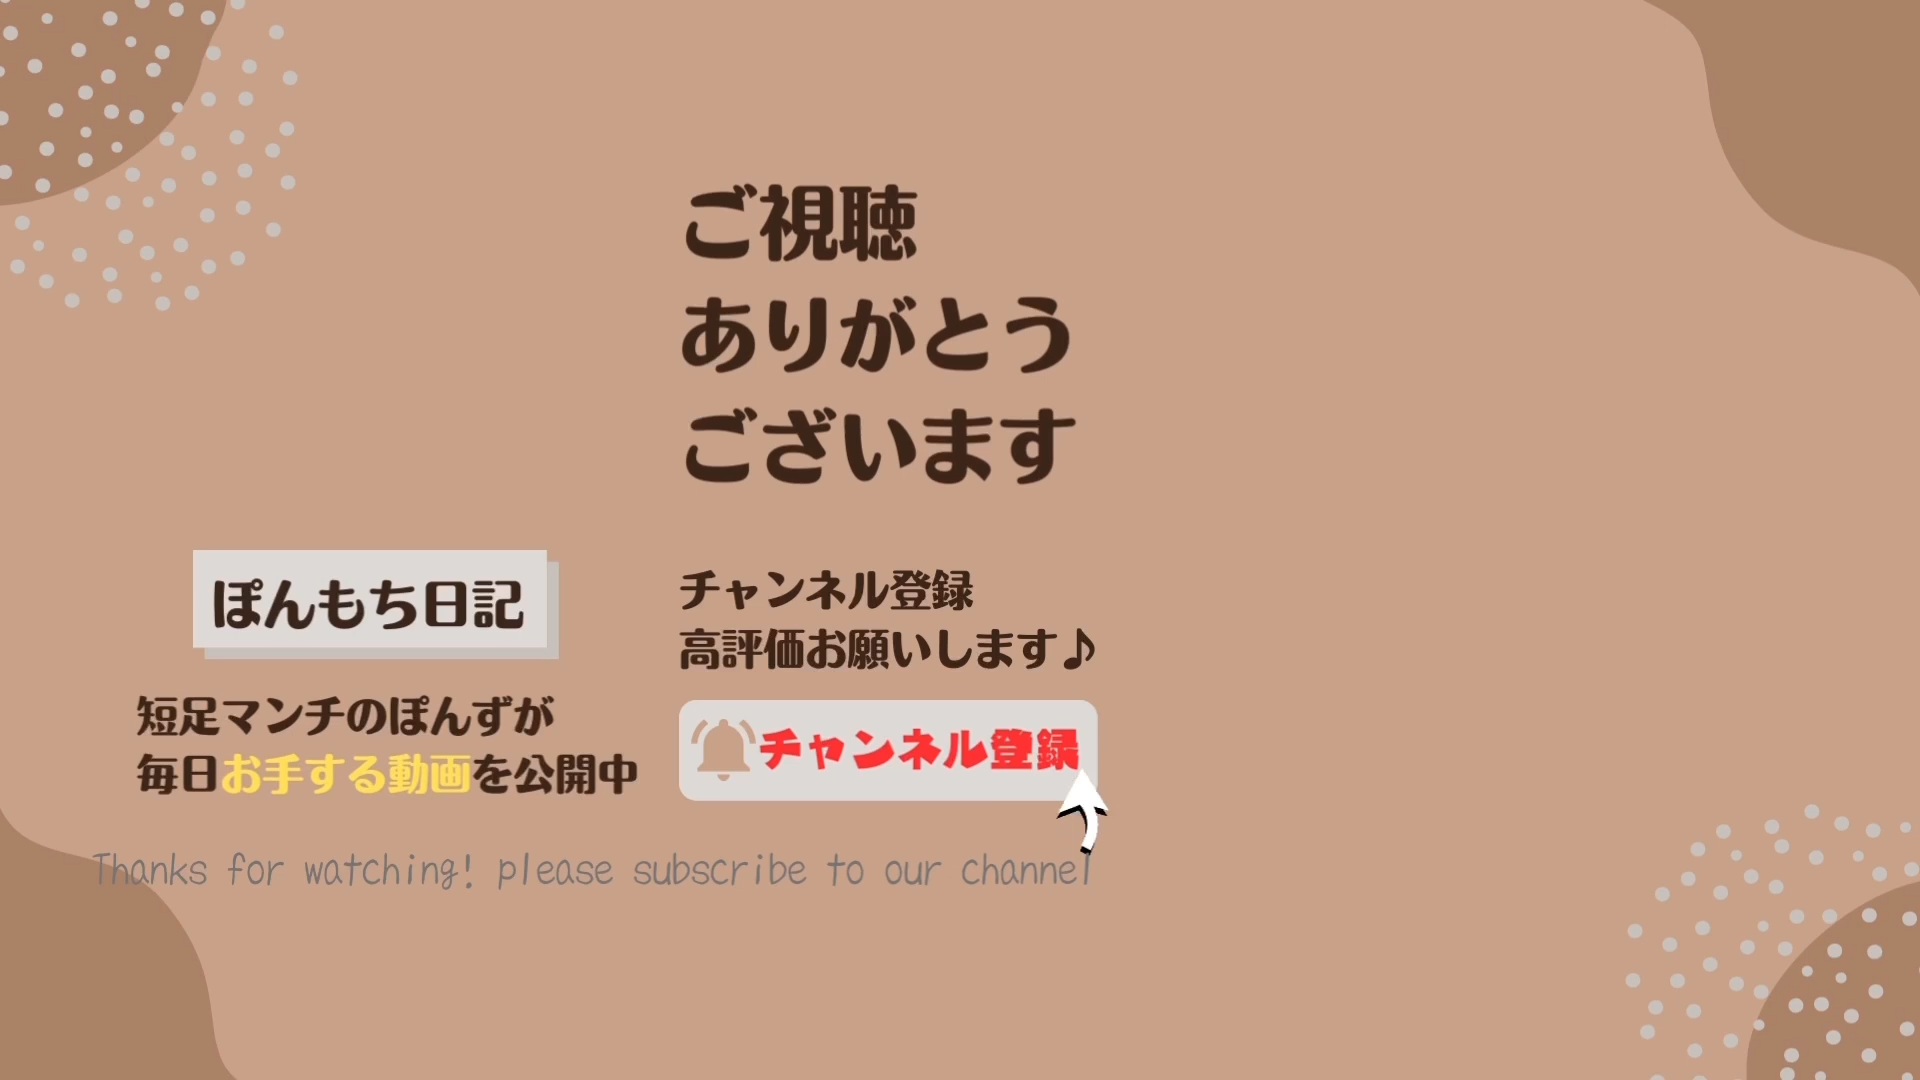 ご視聴
ありがとう
ございます
ぽんもち日記
短足マンチのぽんずが
毎日お手する動画を公開中
チャンネル登録
高評価お願いします♪
チャンネル登録
Thanks for watching! please subscribe to our channel